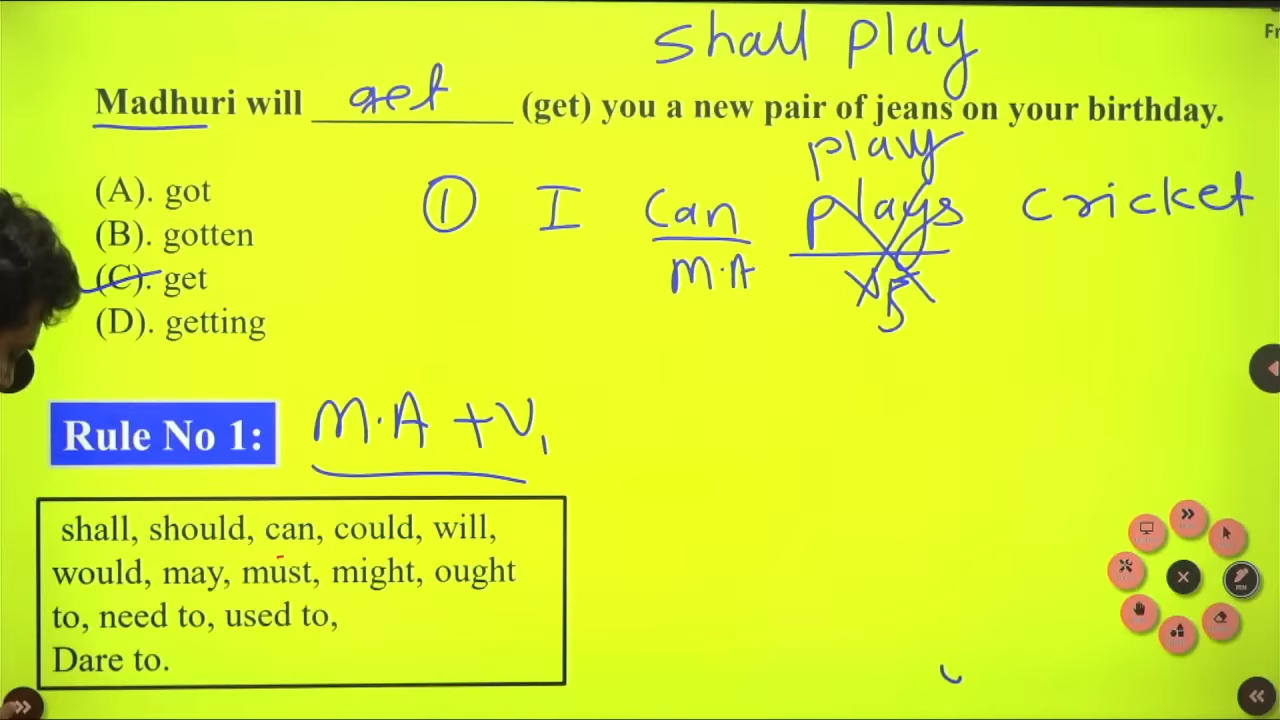 shall play
Madhuri will get (get) you a new pair of jeans on your birthday.
play
(A). got
① I can plays cricket
(B). gotten
M.A V5
(C). get
(D). getting
Rule No 1: M.A + V1
shall, should, can, could, will,
would, may, must, might, ought
to, need to, used to,
Dare to.